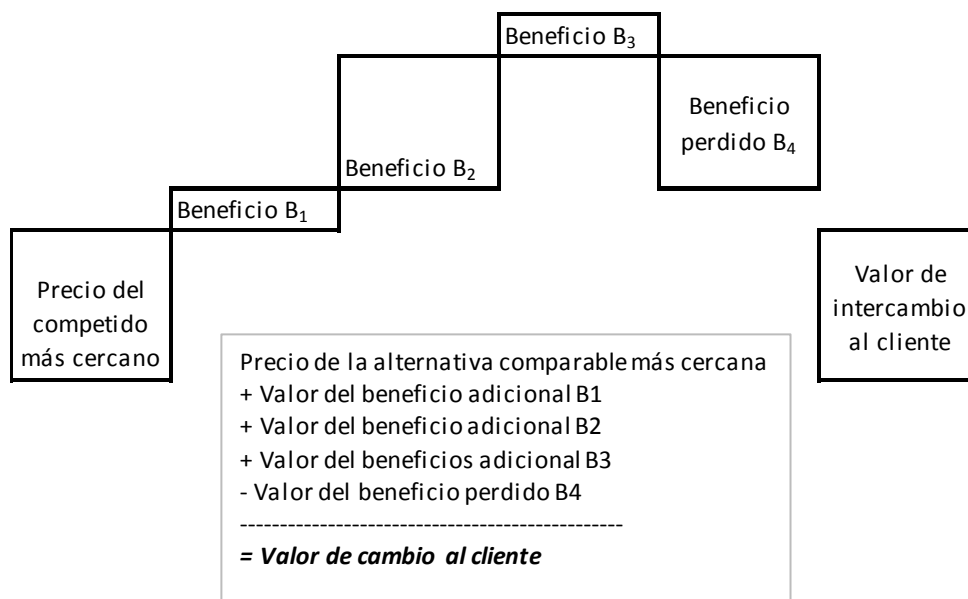 Beneficio B₃
Beneficio
perdido B₄
Beneficio B₂
Beneficio B₁
Precio del
competido
más cercano
Valor de
intercambio
al cliente
Precio de la alternativa comparable más cercana
+ Valor del beneficio adicional B1
+ Valor del beneficio adicional B2
+ Valor del beneficios adicional B3
- Valor del beneficio perdido B4
-----------------------------------------------
= Valor de cambio al cliente